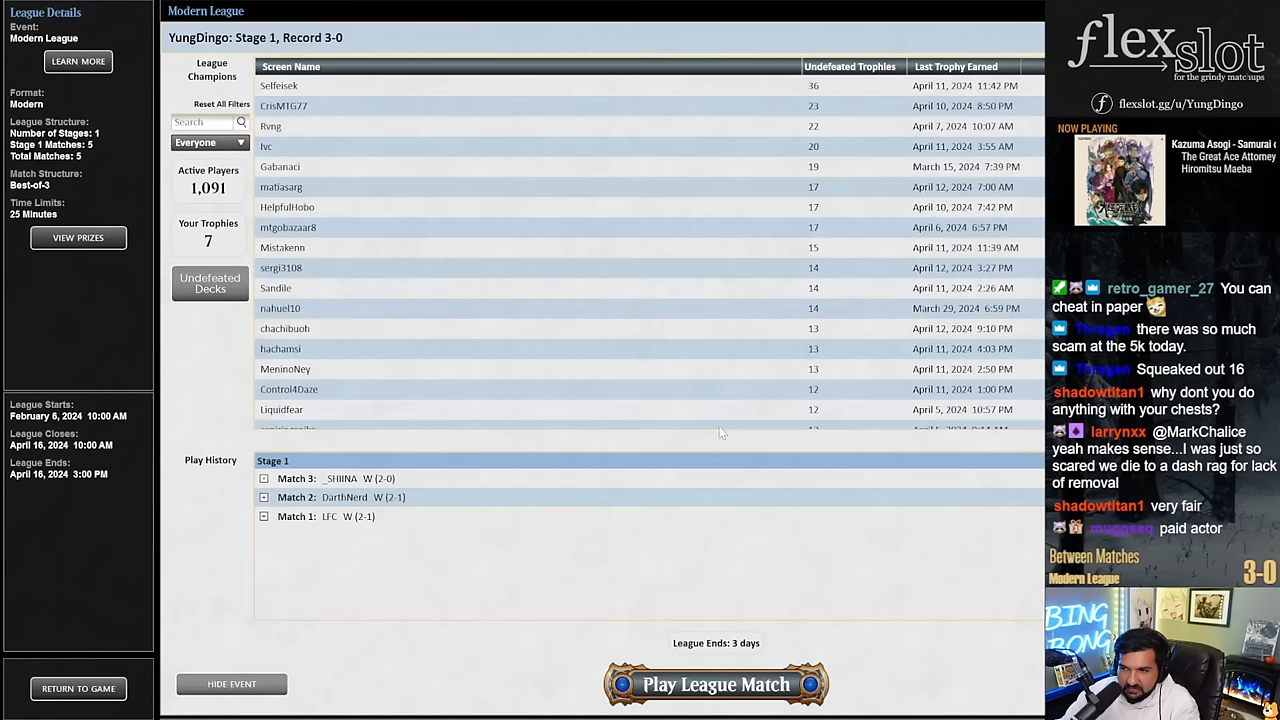 League Details
Event:
Modern League
LEARN MORE
Format:
Modern
League Structure:
Number of Stages: 1
Stage 1 Matches: 5
Total Matches: 5
Match Structure:
Best-of-3
Time Limits:
25 Minutes
VIEW PRIZES
League Starts:
February 6, 2024 10:00 AM
League Closes:
April 16, 2024 10:00 AM
League Ends:
April 16, 2024 3:00 PM
RETURN TO GAME
Modern League
YungDingo: Stage 1, Record 3-0
League
Champions
Reset All Filters
Search
Everyone
Active Players
1,091
Your Trophies
7
Undefeated
Decks
Screen Name Undefeated Trophies Last Trophy Earned
Selfeisek 36 April 11, 2024 11:42 PM
CrisMTG77 23 April 10, 2024 8:50 PM
Rvng 22 April 7, 2024 10:07 AM
lvc 20 April 11, 2024 3:55 AM
Gabanaci 19 March 15, 2024 7:39 PM
matiasarg 17 April 12, 2024 7:00 AM
HelpfulHobo 17 April 10, 2024 7:42 PM
mtgobazaar8 17 April 6, 2024 6:57 PM
Mistakenn 15 April 11, 2024 11:39 AM
sergi3108 14 April 12, 2024 3:27 PM
Sandile 14 April 11, 2024 2:26 AM
nahuel10 14 March 29, 2024 6:59 PM
chachibuoh 13 April 12, 2024 9:10 PM
hachamsi 13 April 11, 2024 4:03 PM
MeninoNey 13 April 11, 2024 2:50 PM
Control4Daze 12 April 11, 2024 1:00 PM
Liquidfear 12 April 5, 2024 10:57 PM
Play History
Stage 1
Match 3: _SHIINA W (2-0)
Match 2: DarthNerd W (2-1)
Match 1: LFC W (2-1)
League Ends: 3 days
HIDE EVENT
Play League Match
flex
slot
for the grindy matchups
flexslot.gg/u/YungDingo
NOW PLAYING
Kazuma Asogi - Samurai
The Great Ace Attorney
Hiromitsu Maeba
retro_gamer_27 You can
cheat in paper
Thragen there was so much
scam at the 5k today.
Thragen Squeaked out 16
shadowtitan1 why dont you do
anything with your chests?
larrynxx @MarkChalice
yeah makes sense...I was just so
scared we die to a dash rag for lack
of removal
shadowtitan1 very fair
muggseq paid actor
Between Matches
Modern League
3-0
BING
BONG